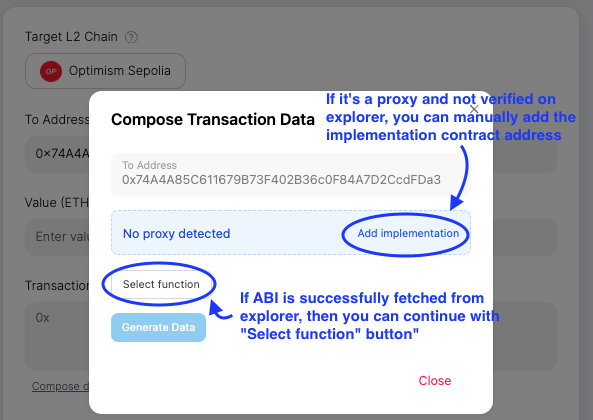 Target L2 Chain ?
OP Optimism Sepolia
If it's a proxy and not verified on
explorer, you can manually add the
implementation contract address
To Address
Compose Transaction Data
0x74A4A
To Address
0x74A4A85C611679B73F402B36c0F84A7D2CcdFDa3
Value (ETH
Enter valu
No proxy detected
Add implementation
Transaction
Select function
0x
If ABI is successfully fetched from
explorer, then you can continue with
"Select function" button"
Generate Data
Compose d
Close